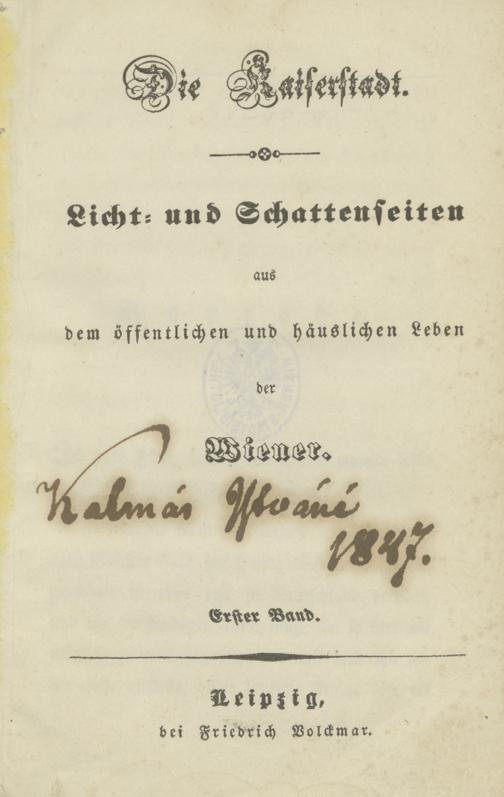 Die Kaiserstadt.
Licht- und Schattenseiten
aus
dem öffentlichen und häuslichen Leben
der
Wiener.
Kalmár Istváné
1847.
Erster Band.
Leipzig,
bei Friedrich Volckmar.